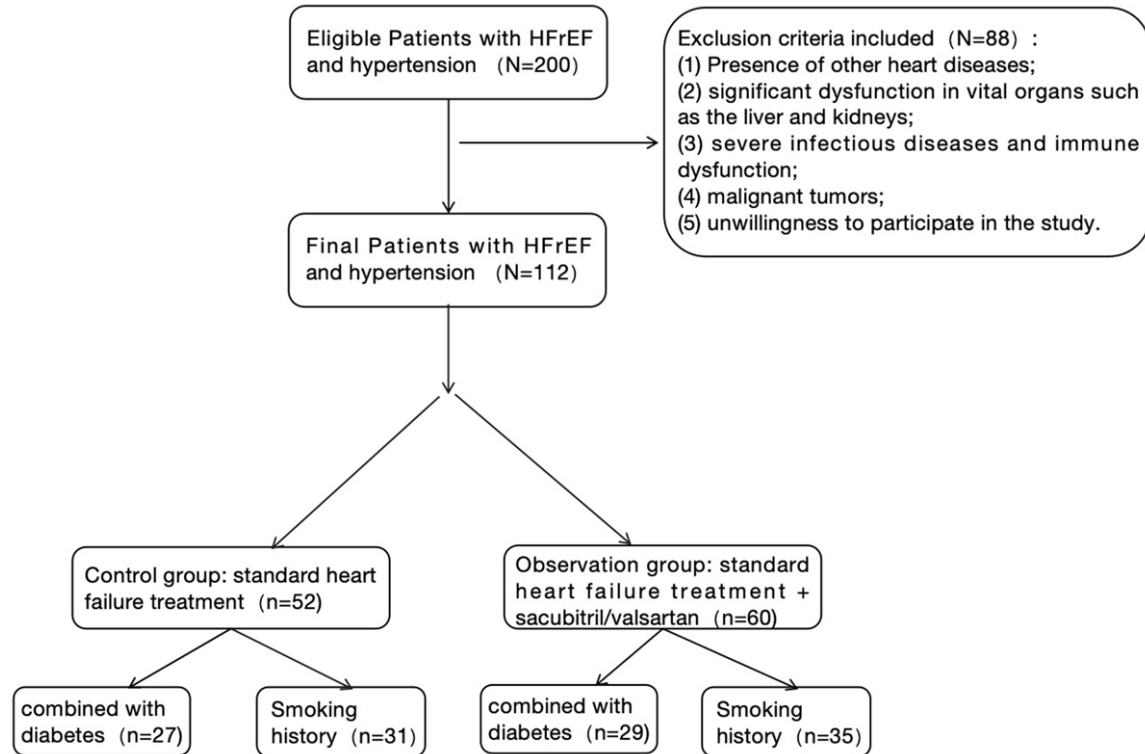 Eligible Patients with HFrEF
and hypertension （N=200）
Exclusion criteria included（N=88）:
(1) Presence of other heart diseases;
(2) significant dysfunction in vital organs such
as the liver and kidneys;
(3) severe infectious diseases and immune
dysfunction;
(4) malignant tumors;
(5) unwillingness to participate in the study.
Final Patients with HFrEF
and hypertension （N=112）
Control group: standard heart
failure treatment（n=52）
Observation group: standard
heart failure treatment +
sacubitril/valsartan（n=60）
combined with
diabetes（n=27）
Smoking
history（n=31）
combined with
diabetes（n=29）
Smoking
history（n=35）